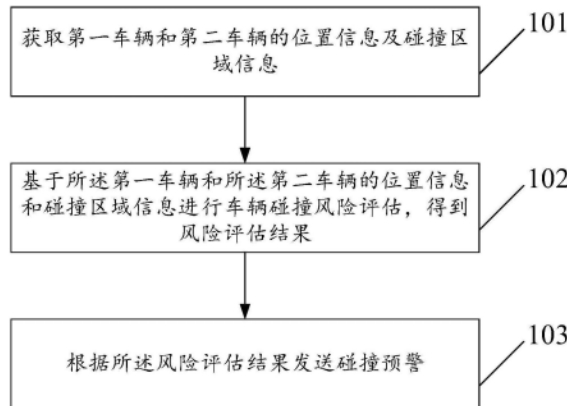 获取第一车辆和第二车辆的位置信息及碰撞区
域信息
101
基于所述第一车辆和所述第二车辆的位置信息
和碰撞区域信息进行车辆碰撞风险评估，得到
风险评估结果
102
根据所述风险评估结果发送碰撞预警
103